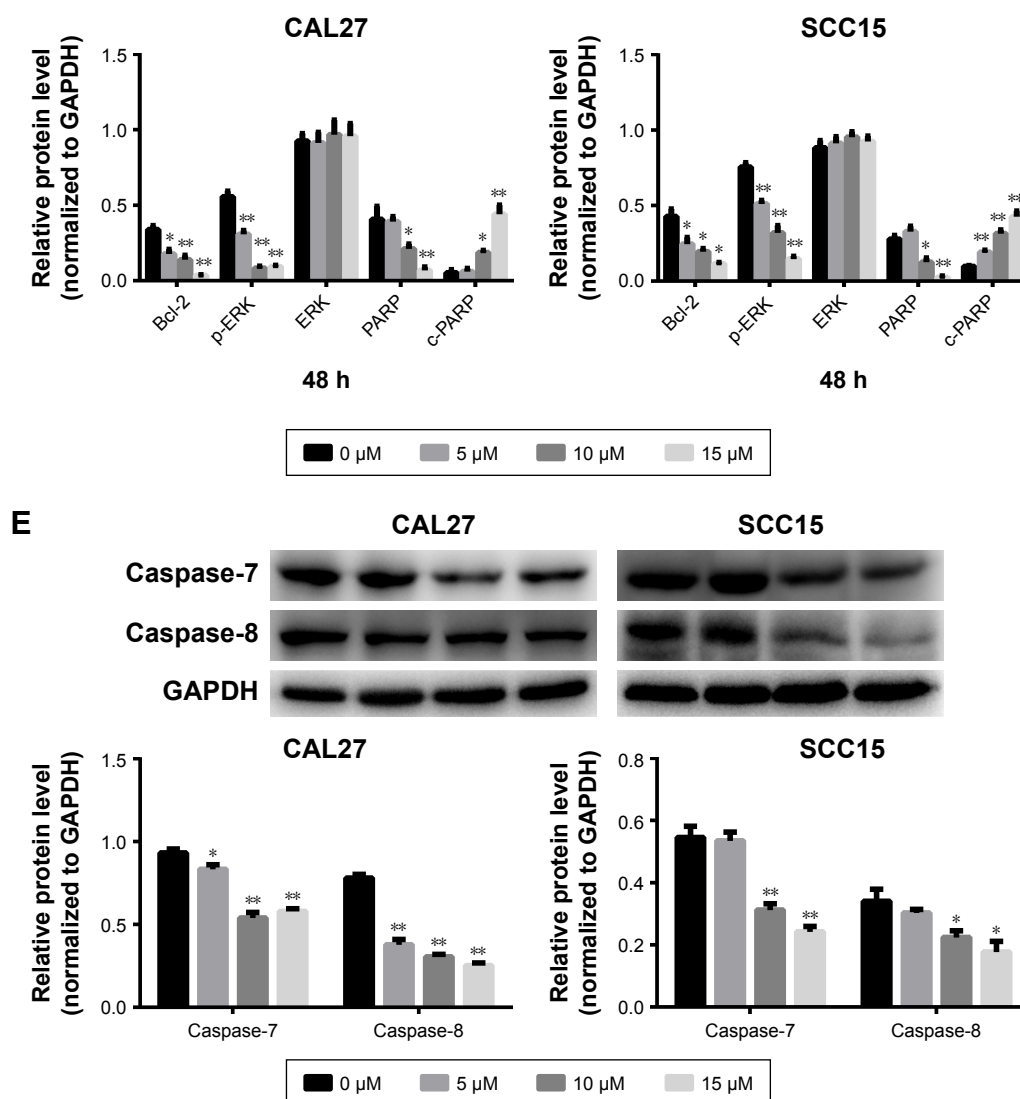 CAL27
SCC15
Relative protein level
(normalized to GAPDH)
1.5
1.0
0.5
0.0
* ** ** ** ** ** * ** * **
Bcl-2 p-ERK ERK PARP c-PARP
48 h
Relative protein level
(normalized to GAPDH)
1.5
1.0
0.5
0.0
* * * ** ** ** * ** ** ** **
Bcl-2 p-ERK ERK PARP c-PARP
48 h
0 µM 5 µM 10 µM 15 µM
E
CAL27 SCC15
Caspase-7
Caspase-8
GAPDH
CAL27
Relative protein level
(normalized to GAPDH)
1.5
1.0
0.5
0.0
* ** ** ** ** **
Caspase-7 Caspase-8
SCC15
Relative protein level
(normalized to GAPDH)
0.8
0.6
0.4
0.2
0.0
** ** * *
Caspase-7 Caspase-8
0 µM 5 µM 10 µM 15 µM